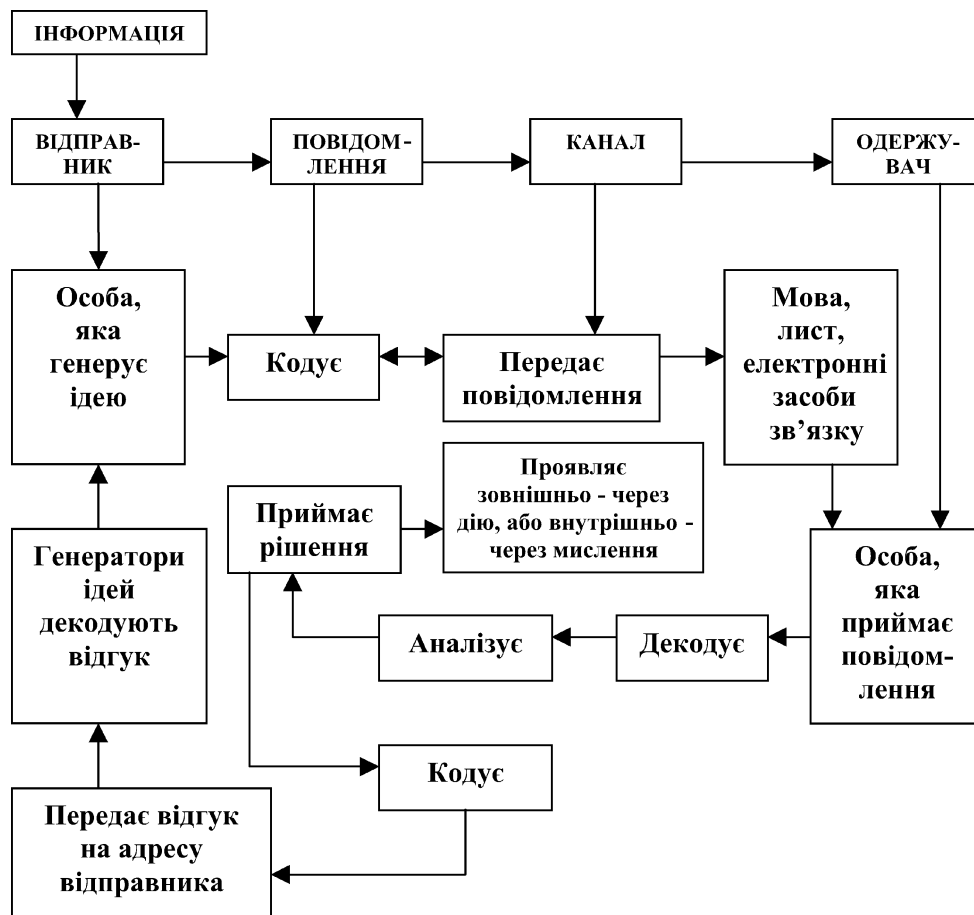 ІНФОРМАЦІЯ
ВІДПРАВ-
НИК
ПОВІДОМ-
ЛЕННЯ
КАНАЛ
ОДЕРЖУ-
ВАЧ
Особа,
яка
генерує
ідею
Кодує
Передає
повідомлення
Мова,
лист,
електронні
засоби
зв’язку
Приймає
рішення
Проявляє
зовнішньо - через
дію, або внутрішньо -
через мислення
Генератори
ідей
декодують
відгук
Аналізує
Декодує
Особа,
яка
приймає
повідом-
лення
Кодує
Передає відгук
на адресу
відправника